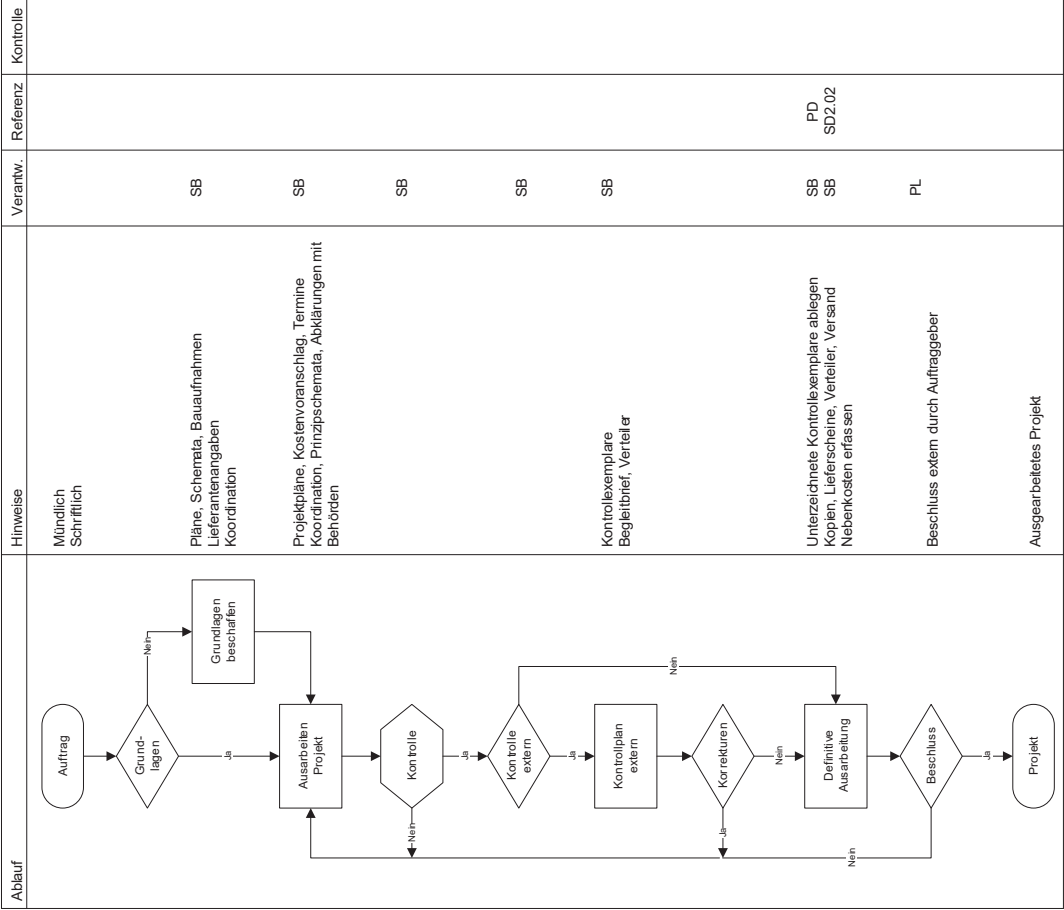 Ablauf
Hinweise
Verantw.
Referenz
Kontrolle
Auftrag
Mündlich
Schriftlich
Grund-
lagen
Nein
Ja
Grundlagen
beschaffen
Pläne, Schemata, Bauaufnahmen
Lieferantenangaben
Koordination
SB
Ausarbeiten
Projekt
Projektpläne, Kostenvoranschlag, Termine
Koordination, Prinzipschemata, Abklärungen mit
Behörden
SB
Kontrolle
Nein
Ja
SB
Kontrolle
extern
Nein
Ja
SB
Kontrollplan
extern
Kontrollexemplare
Begleitbrief, Verteiler
SB
Korrekturen
Ja
Nein
Definitive
Ausarbeitung
Unterzeichnete Kontrollexemplare ablegen
Kopien, Lieferscheine, Verteiler, Versand
Nebenkosten erfassen
SB
SB
PD
SD2.02
Beschluss
Nein
Ja
Beschluss extern durch Auftraggeber
PL
Projekt
Ausgearbeitetes Projekt